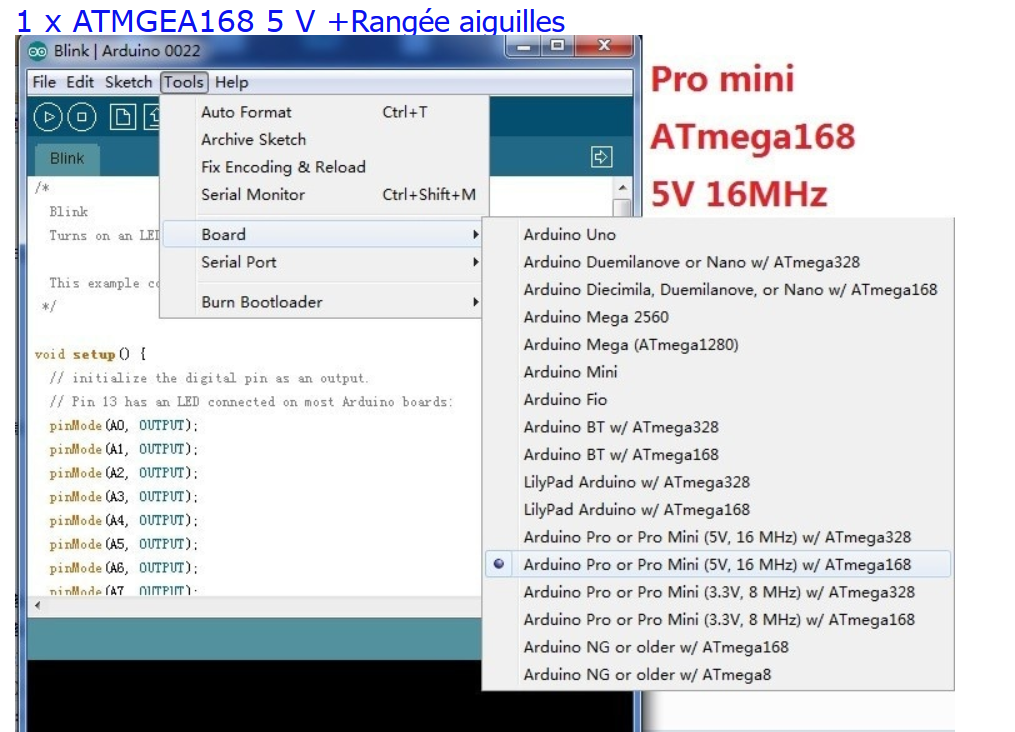 1 x ATMGEA168 5 V +Rangée aiguilles
Blink | Arduino 0022
File Edit Sketch Tools Help
Pro mini
ATmega168
5V 16MHz
Auto Format Ctrl+T
Archive Sketch
Fix Encoding & Reload
Serial Monitor Ctrl+Shift+M
Board
Serial Port
Burn Bootloader
Arduino Uno
Arduino Duemilanove or Nano w/ ATmega328
Arduino Diecimila, Duemilanove, or Nano w/ ATmega168
Arduino Mega 2560
Arduino Mega (ATmega1280)
Arduino Mini
Arduino Fio
Arduino BT w/ ATmega328
Arduino BT w/ ATmega168
LilyPad Arduino w/ ATmega328
LilyPad Arduino w/ ATmega168
Arduino Pro or Pro Mini (5V, 16 MHz) w/ ATmega328
Arduino Pro or Pro Mini (5V, 16 MHz) w/ ATmega168
Arduino Pro or Pro Mini (3.3V, 8 MHz) w/ ATmega328
Arduino Pro or Pro Mini (3.3V, 8 MHz) w/ ATmega168
Arduino NG or older w/ ATmega168
Arduino NG or older w/ ATmega8
Blink
/*
Blink
Turns on an LED
This example
*/
void setup() {
// initialize the digital pin as an output.
// Pin 13 has an LED connected on most Arduino boards:
pinMode(A0, OUTPUT);
pinMode(A1, OUTPUT);
pinMode(A2, OUTPUT);
pinMode(A3, OUTPUT);
pinMode(A4, OUTPUT);
pinMode(A5, OUTPUT);
pinMode(A6, OUTPUT);
pinMode(A7, OUTPUT);